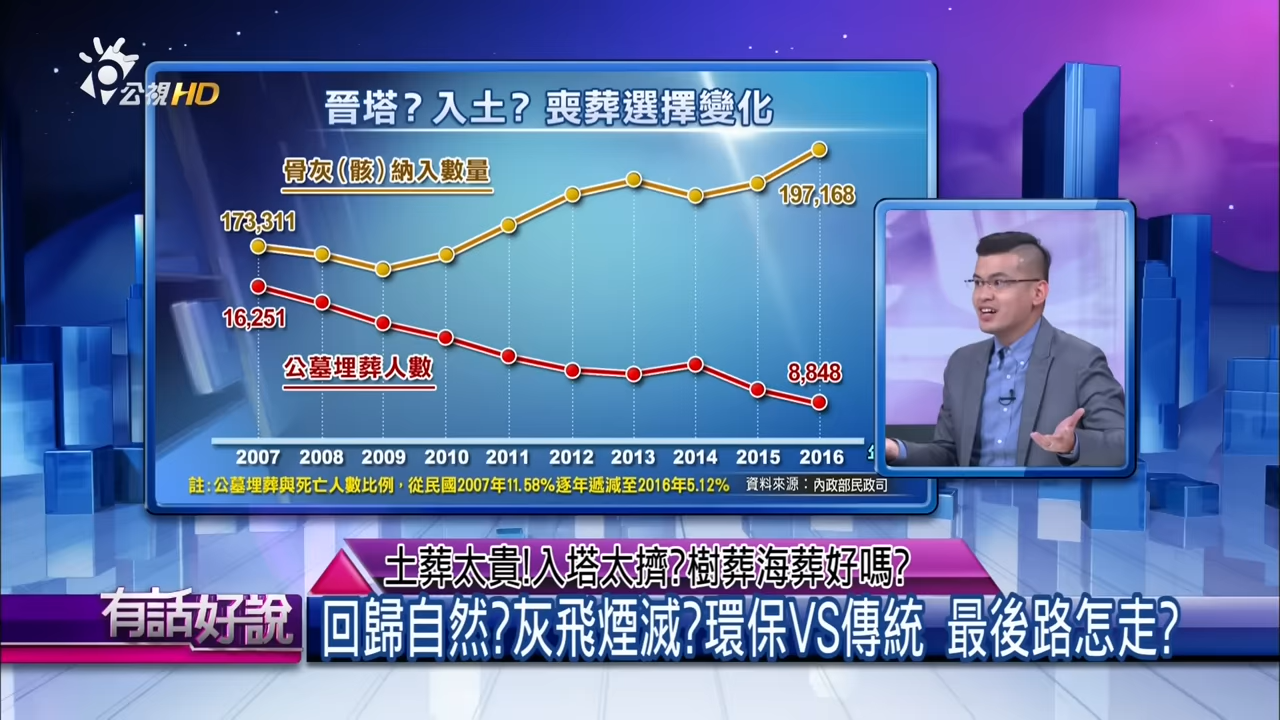 公視HD
晉塔？入土？ 喪葬選擇變化
骨灰（骸）納入數量
173,311
197,168
16,251
公墓埋葬人數
8,848
2007 2008 2009 2010 2011 2012 2013 2014 2015 2016
註：公墓埋葬與死亡人數比例，從民國2007年11.58%逐年遞減至2016年5.12%
資料來源：內政部民政司
土葬太貴！入塔太擠？樹葬海葬好嗎？
有話好說
回歸自然？灰飛煙滅？環保VS傳統 最後路怎走？